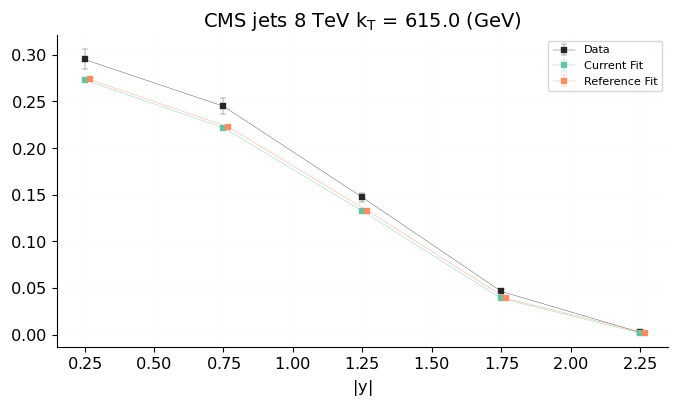 CMS jets 8 TeV k_T = 615.0 (GeV)
Data
Current Fit
Reference Fit
0.30
0.25
0.20
0.15
0.10
0.05
0.00
0.25 0.50 0.75 1.00 1.25 1.50 1.75 2.00 2.25
|y|